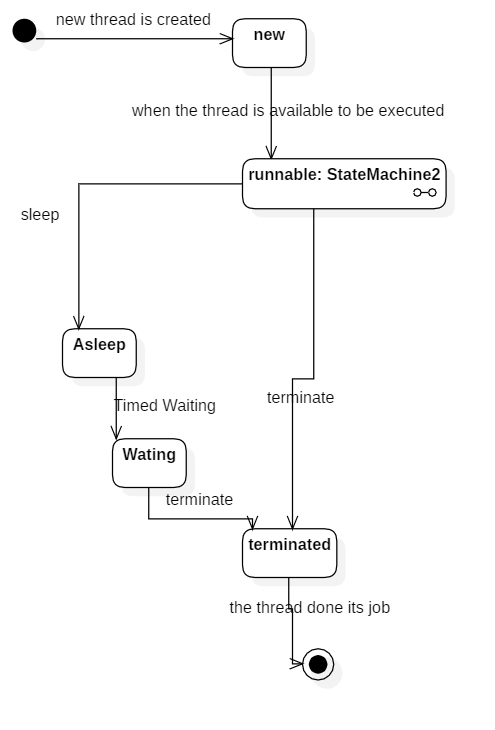 new thread is created
new
when the thread is available to be executed
runnable: StateMachine2
sleep
Asleep
Timed Waiting
terminate
Wating
terminate
terminated
the thread done its job